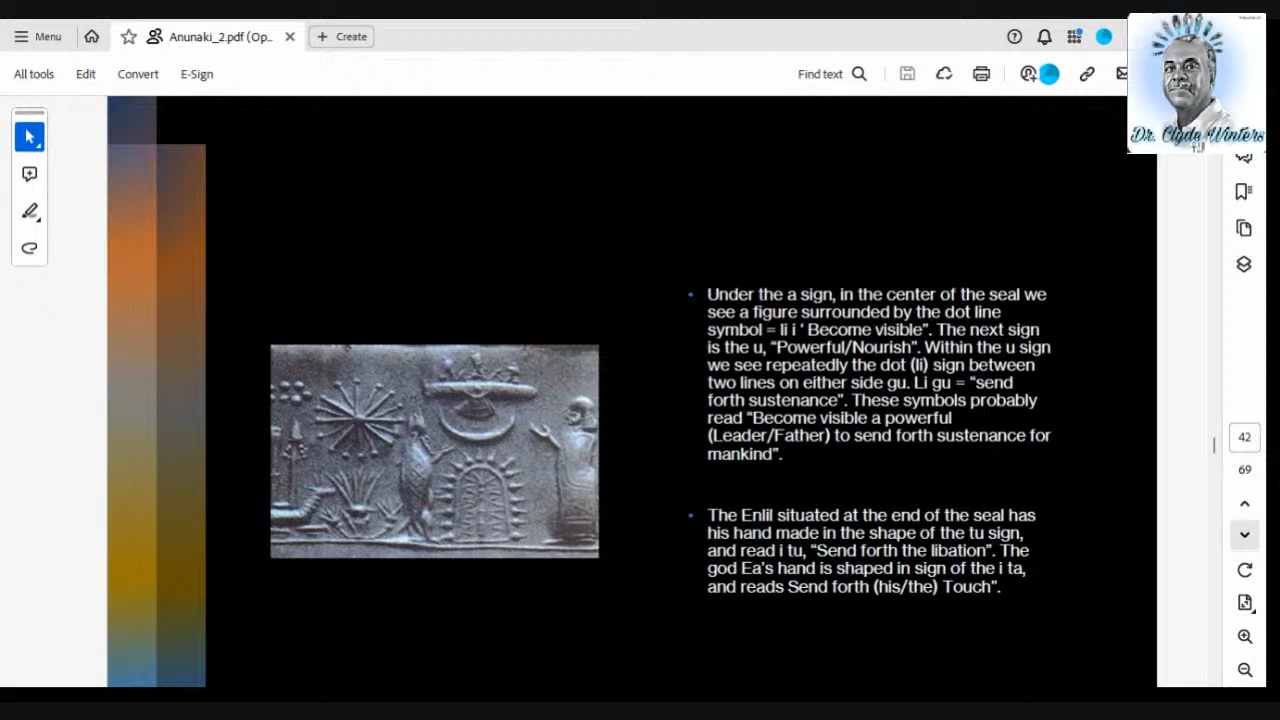 Menu
Anunaki_2.pdf (Op...
Create
All tools
Edit
Convert
E-Sign
Find text
Dr. Clyde Winters
• Under the a sign, in the center of the seal we
see a figure surrounded by the dot line
symbol = li i ‘ Become visible”. The next sign
is the u, “Powerful/Nourish”. Within the u sign
we see repeatedly the dot (li) sign between
two lines on either side gu. Li gu = “send
forth sustenance”. These symbols probably
read “Become visible a powerful
(Leader/Father) to send forth sustenance for
mankind”.
• The Enlil situated at the end of the seal has
his hand made in the shape of the tu sign,
and read i tu, “Send forth the libation”. The
god Ea’s hand is shaped in sign of the i ta,
and reads Send forth (his/the) Touch”.
42
69